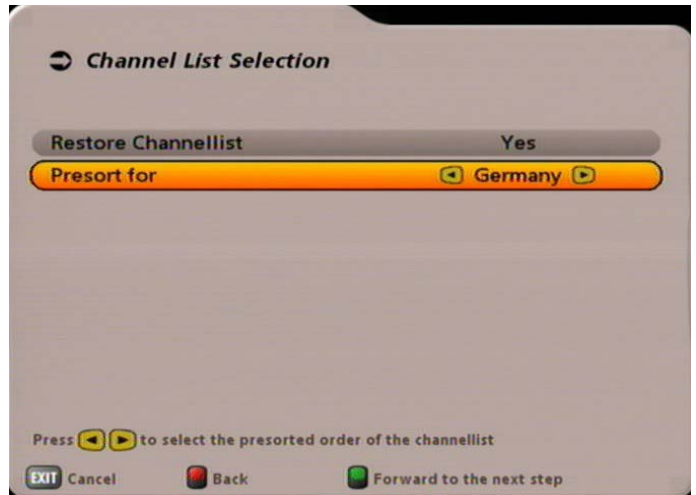 Channel List Selection
Restore Channellist Yes
Presort for Germany
Press to select the presorted order of the channellist
EXIT Cancel Back Forward to the next step